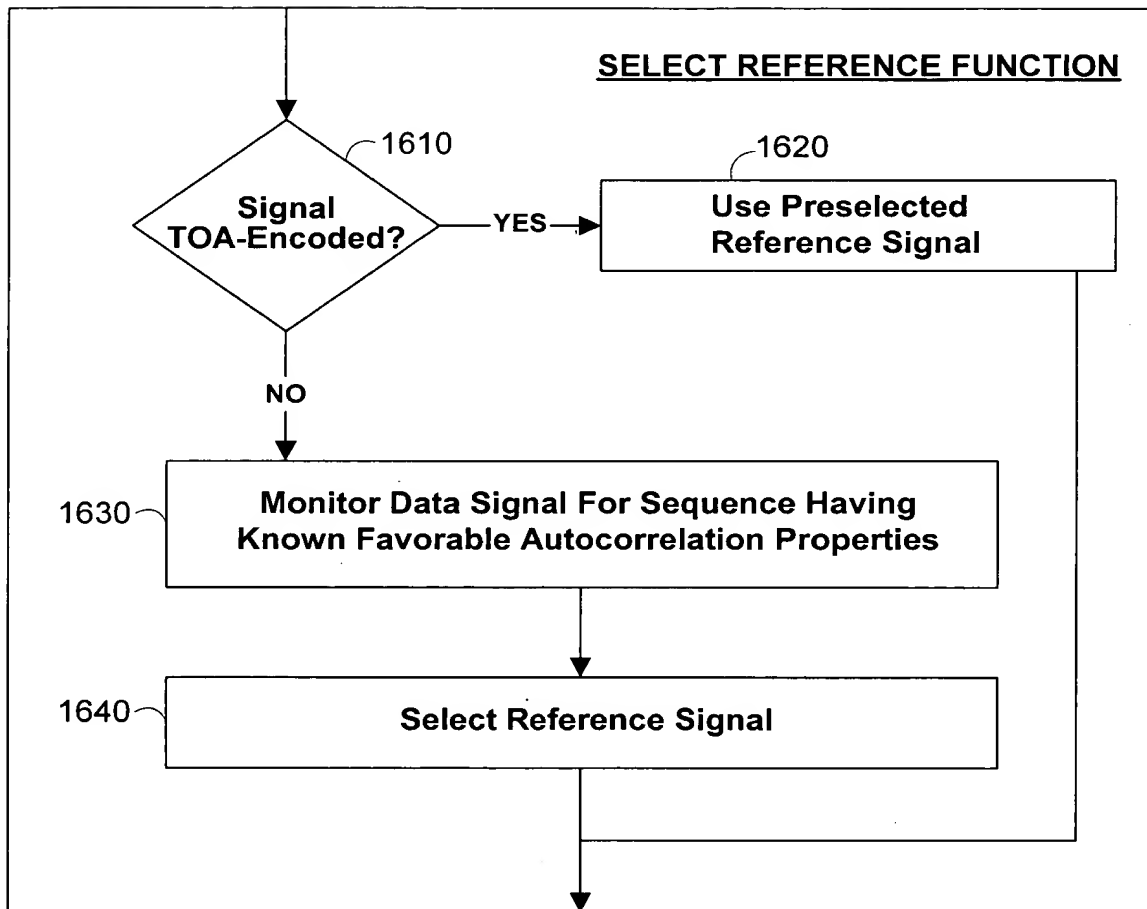 SELECT REFERENCE FUNCTION
1610
1620
Signal
TOA-Encoded?
YES
Use Preselected
Reference Signal
NO
1630
Monitor Data Signal For Sequence Having
Known Favorable Autocorrelation Properties
1640
Select Reference Signal